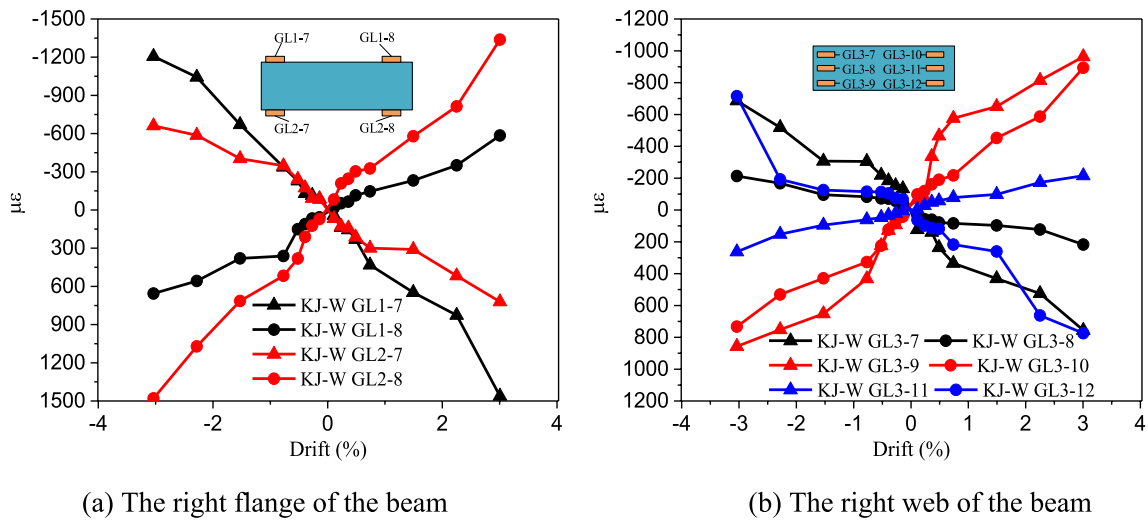 -1500
-1200
-900
-600
-300
0
300
600
900
1200
1500
με
GL1-7 GL1-8
GL2-7 GL2-8
KJ-W GL1-7
KJ-W GL1-8
KJ-W GL2-7
KJ-W GL2-8
-4 -2 0 2 4
Drift (%)
(a) The right flange of the beam
-1200
-1000
-800
-600
-400
-200
0
200
400
600
800
1000
1200
με
GL3-7 GL3-10
GL3-8 GL3-11
GL3-9 GL3-12
KJ-W GL3-7 KJ-W GL3-8
KJ-W GL3-9 KJ-W GL3-10
KJ-W GL3-11 KJ-W GL3-12
-4 -3 -2 -1 0 1 2 3 4
Drift (%)
(b) The right web of the beam